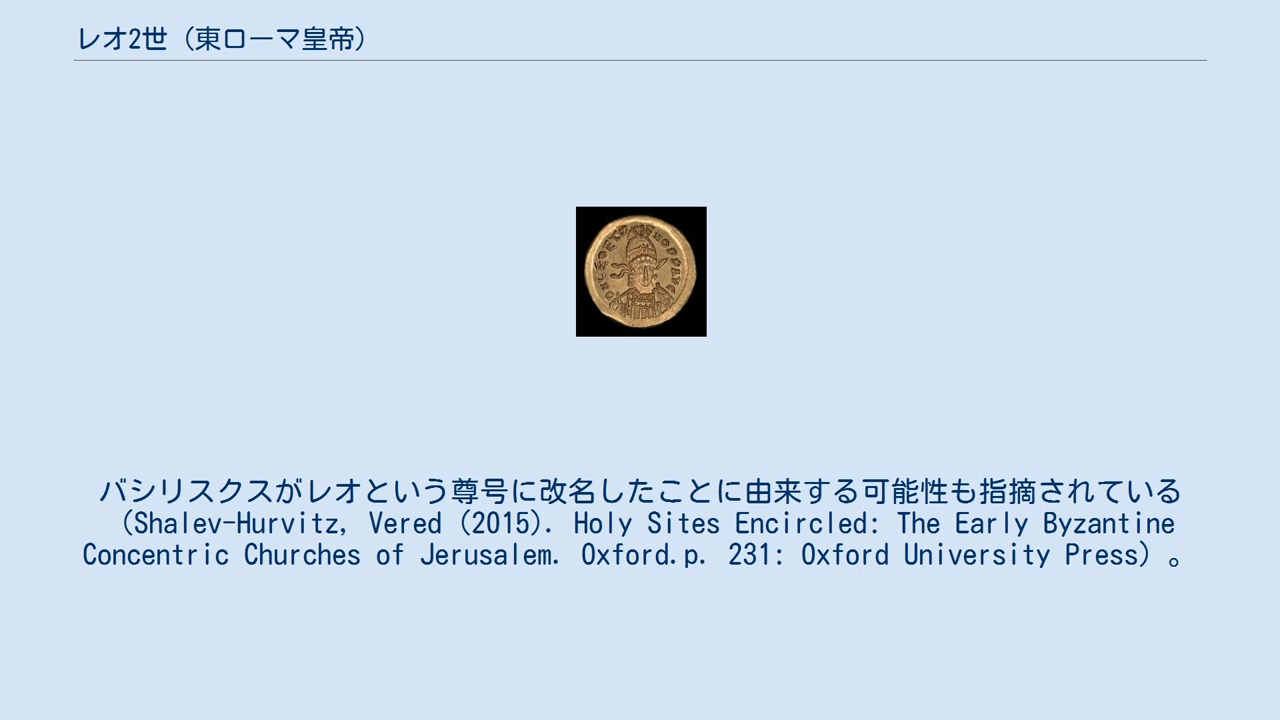 レオ2世（東ローマ皇帝）
バシリスクスがレオという尊号に改名したことに由来する可能性も指摘されている
（Shalev-Hurvitz, Vered (2015). Holy Sites Encircled: The Early Byzantine
Concentric Churches of Jerusalem. Oxford.p. 231: Oxford University Press）。